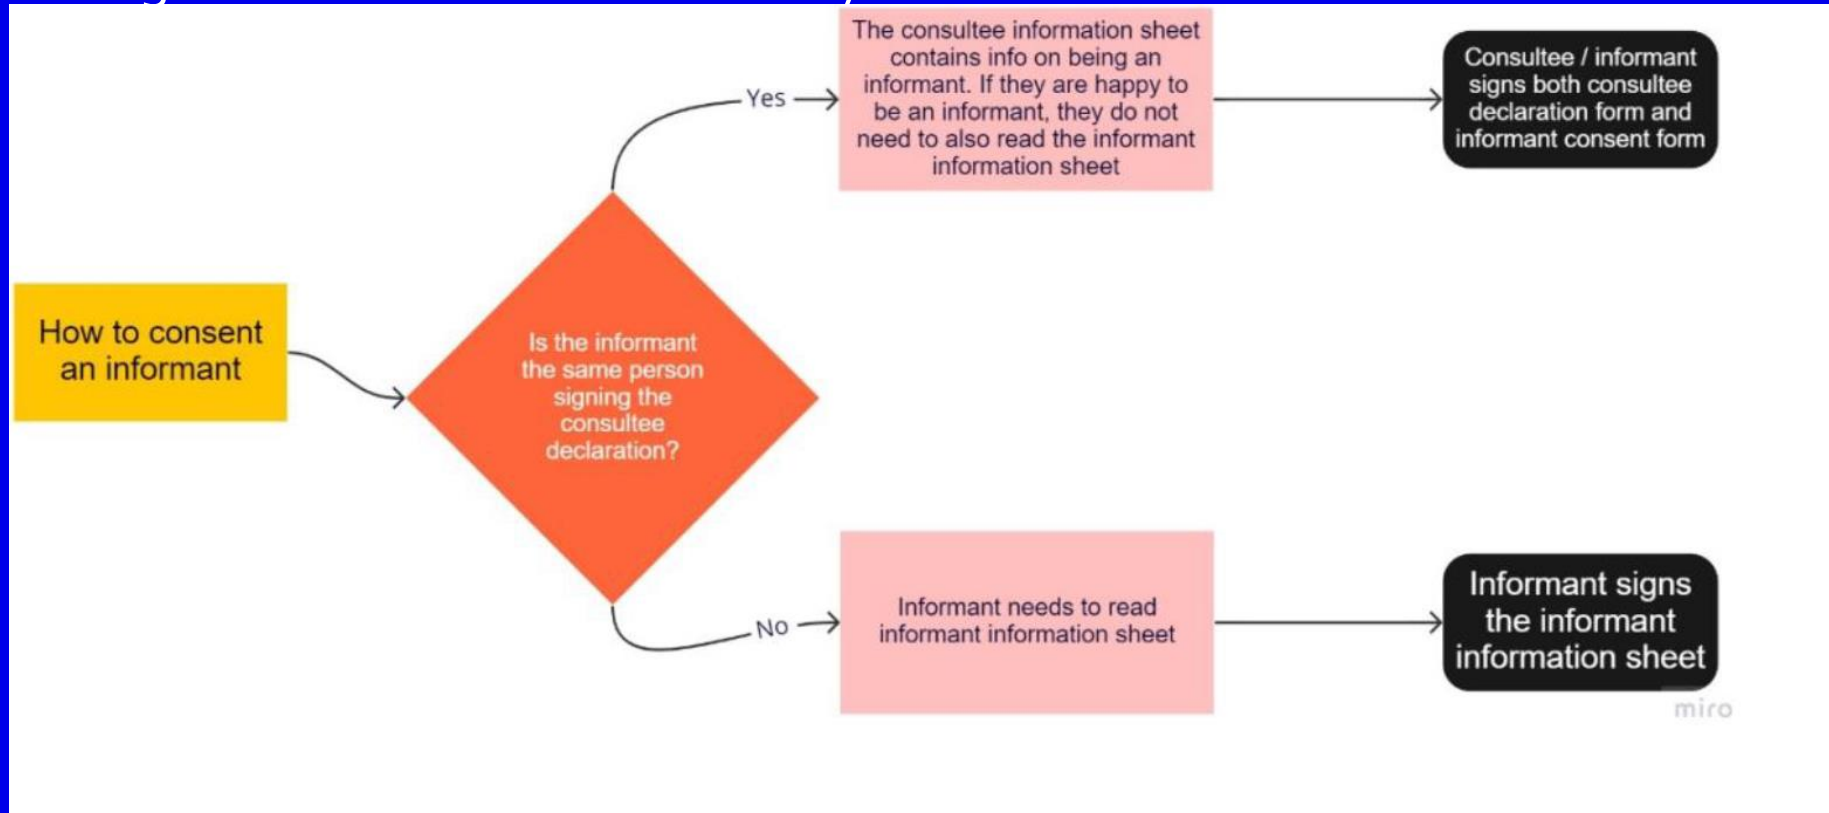 How to consent
an informant
Is the informant
the same person
signing the
consultee
declaration?
Yes
The consultee information sheet
contains info on being an
informant. If they are happy to
be an informant, they do not
need to also read the informant
information sheet
Consultee / informant
signs both consultee
declaration form and
informant consent form
No
Informant needs to read
informant information sheet
Informant signs
the informant
information sheet
miro